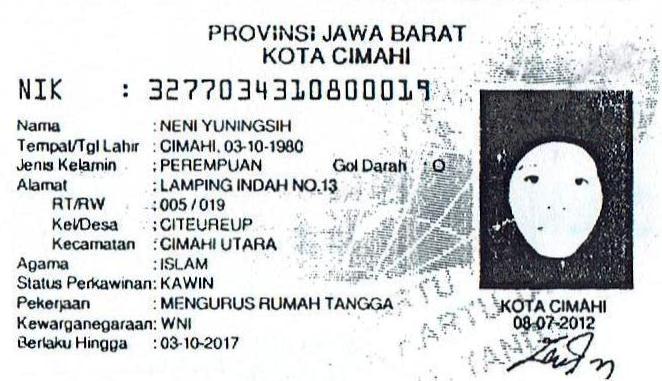 PROVINSI JAWA BARAT
KOTA CIMAHI
NIK : 3277034310800019
Nama : NENI YUNINGSIH
Tempat/Tgl Lahir : CIMAHI, 03-10-1980
Jenis Kelamin : PEREMPUAN Gol Darah : O
Alamat : LAMPING INDAH NO.13
RT/RW : 005 / 019
Kel/Desa : CITEUREUP
Kecamatan : CIMAHI UTARA
Agama : ISLAM
Status Perkawinan: KAWIN
Pekerjaan : MENGURUS RUMAH TANGGA
Kewarganegaraan: WNI
Berlaku Hingga : 03-10-2017
KOTA CIMAHI
08-07-2012